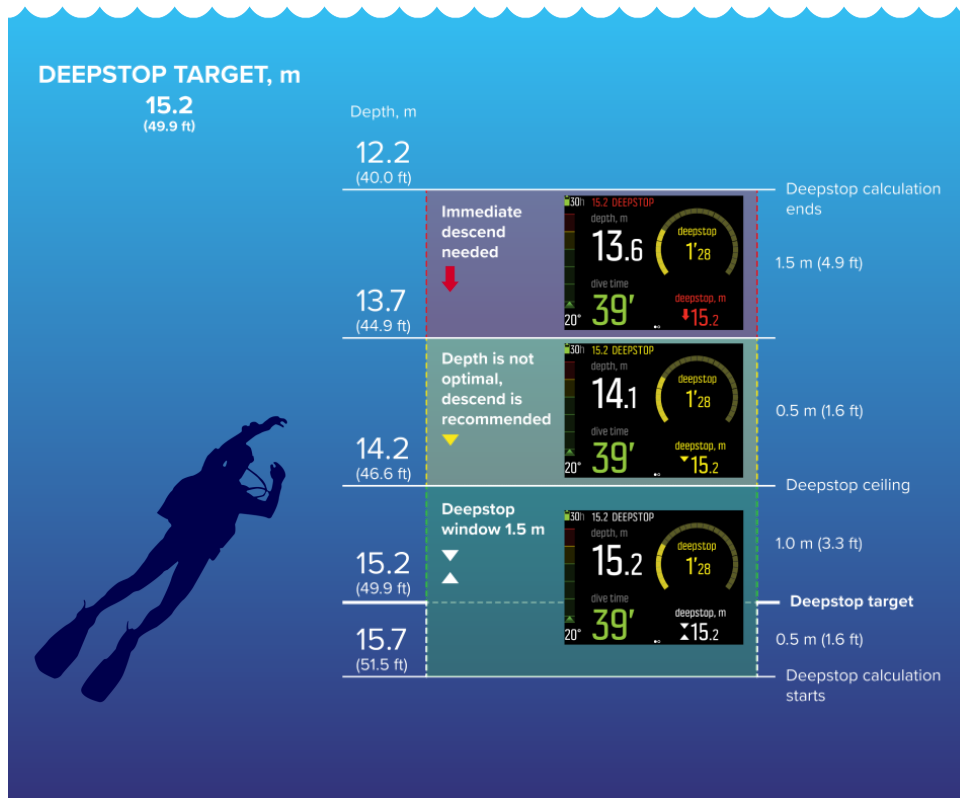 DEEPSTOP TARGET, m
15.2
(49.9 ft)
Depth, m
12.2
(40.0 ft)
Deepstop calculation
ends
Immediate
descend
needed
30h 15.2 DEEPSTOP
depth, m
13.6
deepstop
1'28
dive time
39'
deepstop, m
15.2
20°
1.5 m (4.9 ft)
13.7
(44.9 ft)
Depth is not
optimal,
descend is
recommended
30h 15.2 DEEPSTOP
depth, m
14.1
deepstop
1'28
dive time
39'
deepstop, m
15.2
20°
0.5 m (1.6 ft)
14.2
(46.6 ft)
Deepstop ceiling
Deepstop
window 1.5 m
30h 15.2 DEEPSTOP
depth, m
15.2
deepstop
1'28
dive time
39'
deepstop, m
15.2
20°
1.0 m (3.3 ft)
15.2
(49.9 ft)
Deepstop target
0.5 m (1.6 ft)
15.7
(51.5 ft)
Deepstop calculation
starts